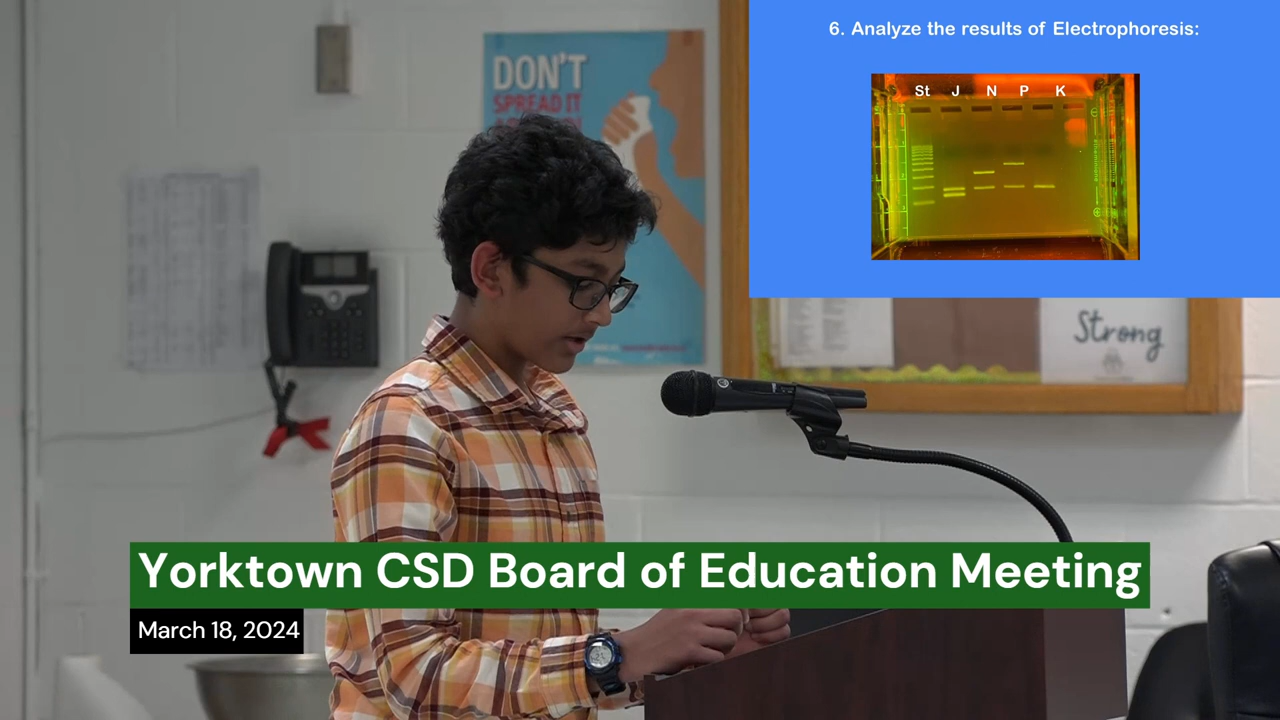 6. Analyze the results of Electrophoresis:
St J N P K
DON'T
SPREAD IT
Strong
Yorktown CSD Board of Education Meeting
March 18, 2024